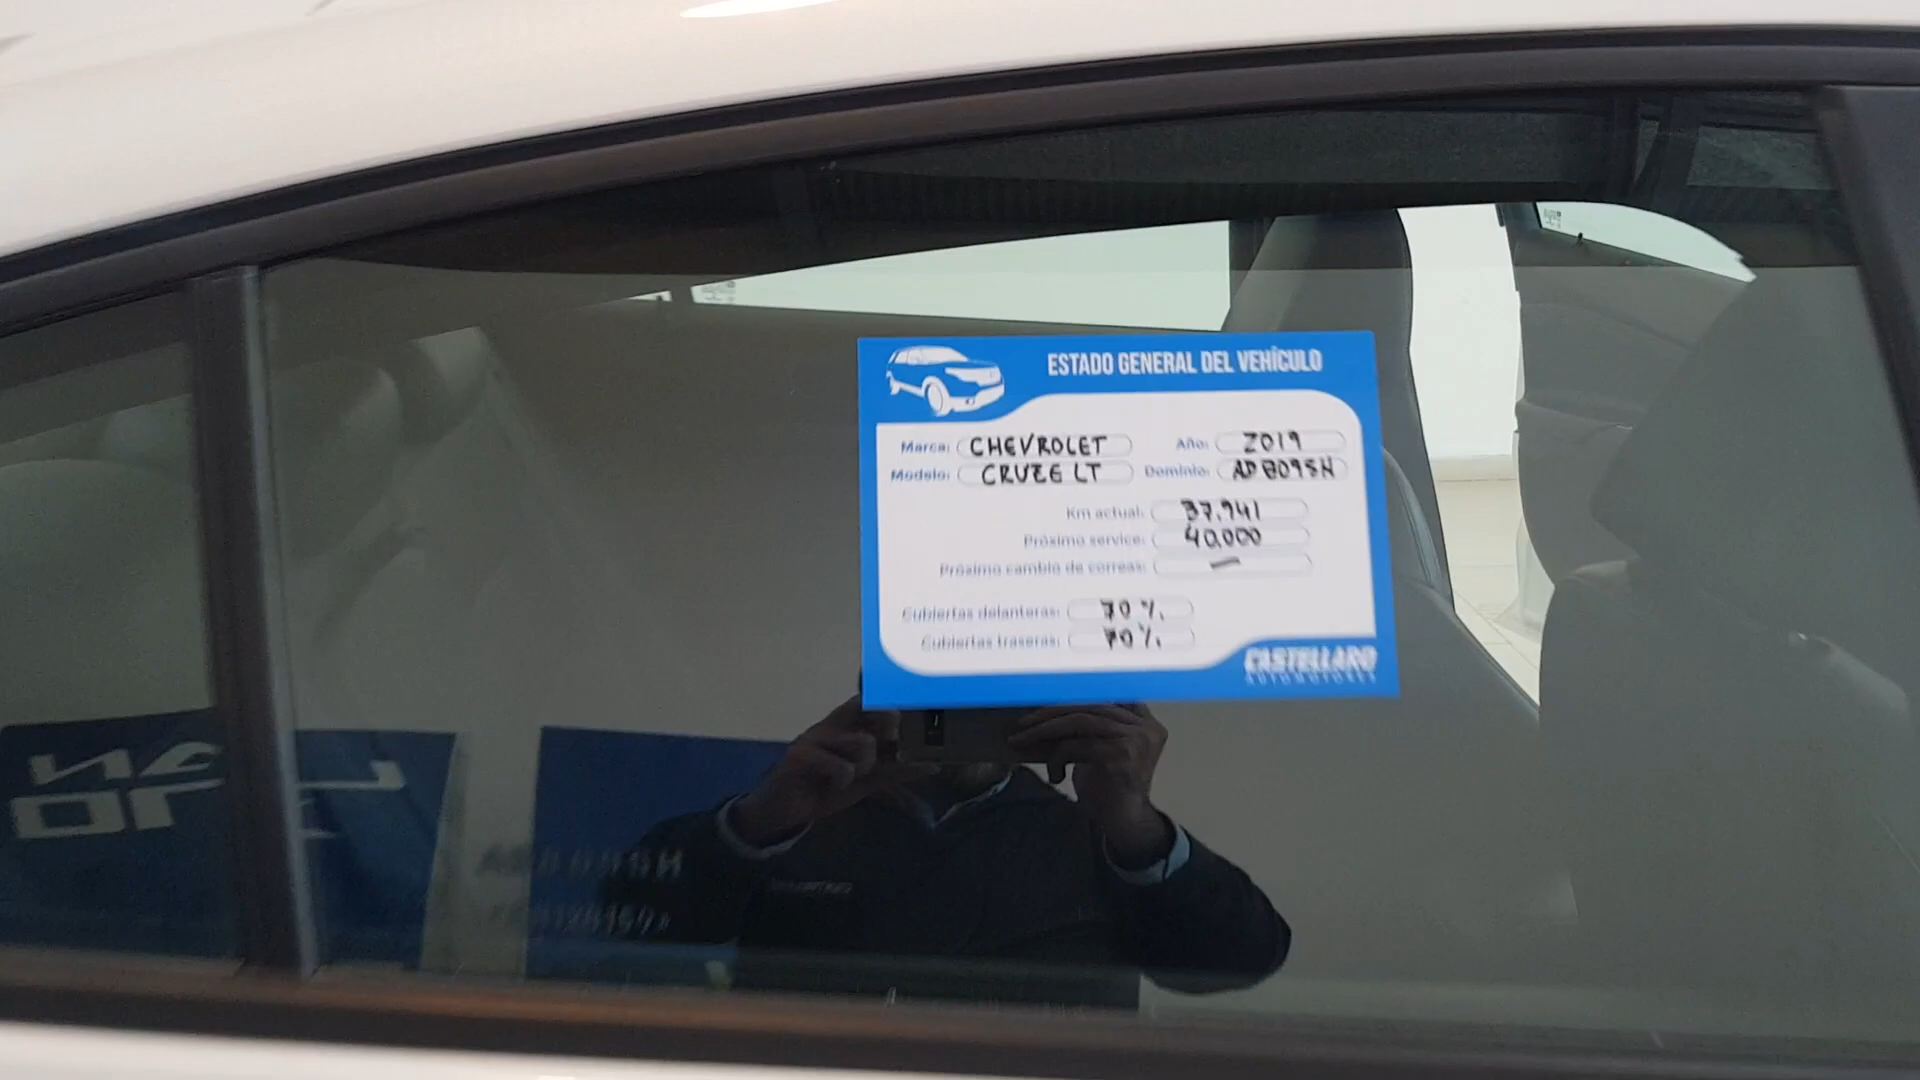 ESTADO GENERAL DEL VEHÍCULO
Marca: CHEVROLET Año: 2019
Modelo: CRUZE LT Dominio:
Km actual: 37.941
Próximo service: 40.000
Próximo cambio de correas: —
Cubiertas delanteras: 70 %
Cubiertas traseras: 70 %
CASTELLARO
AUTOMOTORES